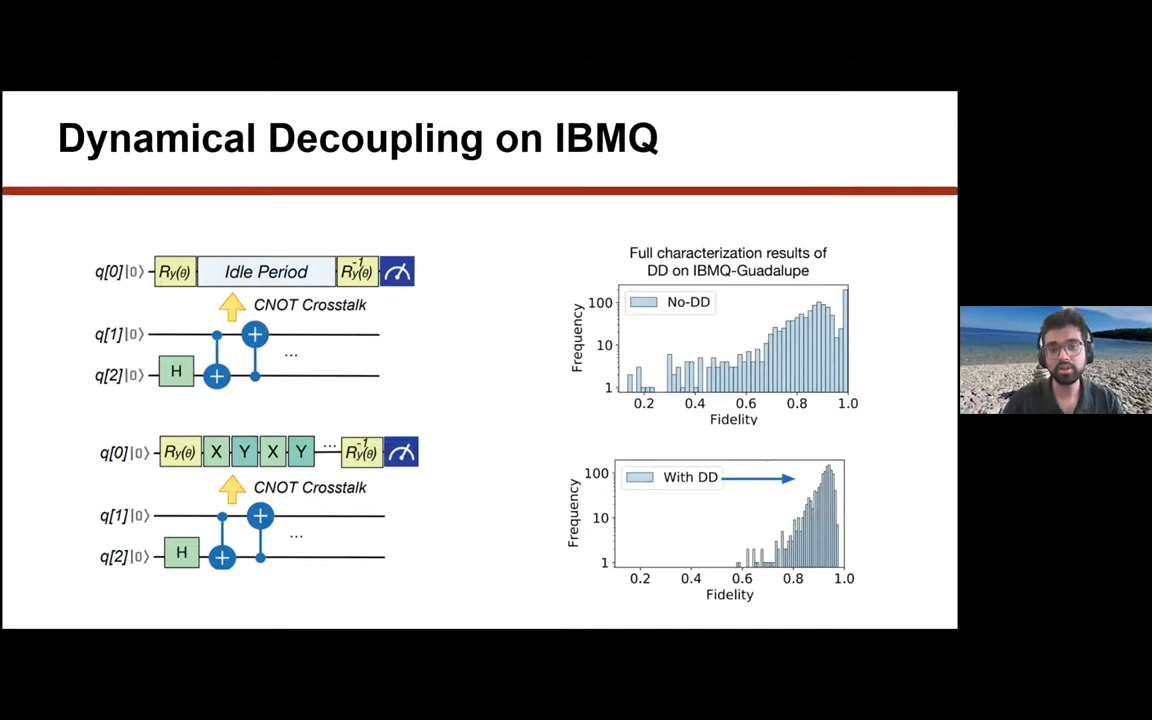 Dynamical Decoupling on IBMQ
q[0]|0⟩ Ry(θ) Idle Period Ry⁻¹(θ)
CNOT Crosstalk
q[1]|0⟩
...
q[2]|0⟩ H
q[0]|0⟩ Ry(θ) X Y X Y ... Ry⁻¹(θ)
CNOT Crosstalk
q[1]|0⟩
...
q[2]|0⟩ H
Full characterization results of
DD on IBMQ-Guadalupe
No-DD
Frequency
100
10
1
0.2 0.4 0.6 0.8 1.0
Fidelity
With DD
Frequency
100
10
1
0.2 0.4 0.6 0.8 1.0
Fidelity